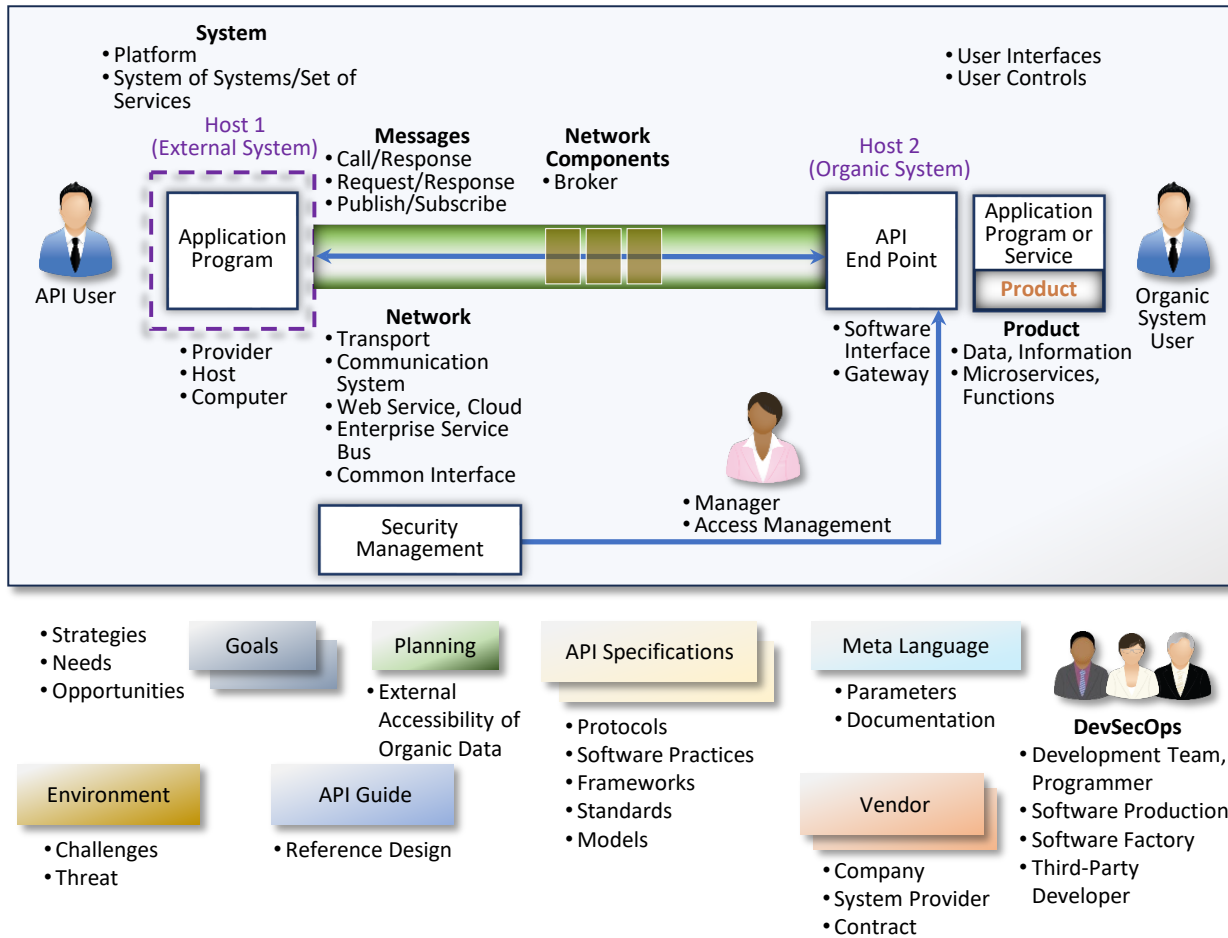 System
• Platform
• System of Systems/Set of
Services
• User Interfaces
• User Controls
Host 1
(External System)
Messages
• Call/Response
• Request/Response
• Publish/Subscribe
Network
Components
• Broker
Host 2
(Organic System)
API User
Application
Program
API
End Point
Application
Program or
Service
Product
Organic
System
User
• Provider
• Host
• Computer
Network
• Transport
• Communication
System
• Web Service, Cloud
• Enterprise Service
Bus
• Common Interface
• Software
Interface
• Gateway
Product
• Data, Information
• Microservices,
Functions
• Manager
• Access Management
Security
Management
• Strategies
• Needs
• Opportunities
Goals
Planning
• External
Accessibility of
Organic Data
API Specifications
• Protocols
• Software Practices
• Frameworks
• Standards
• Models
Meta Language
• Parameters
• Documentation
DevSecOps
• Development Team,
Programmer
• Software Production
• Software Factory
• Third-Party
Developer
Environment
• Challenges
• Threat
API Guide
• Reference Design
Vendor
• Company
• System Provider
• Contract